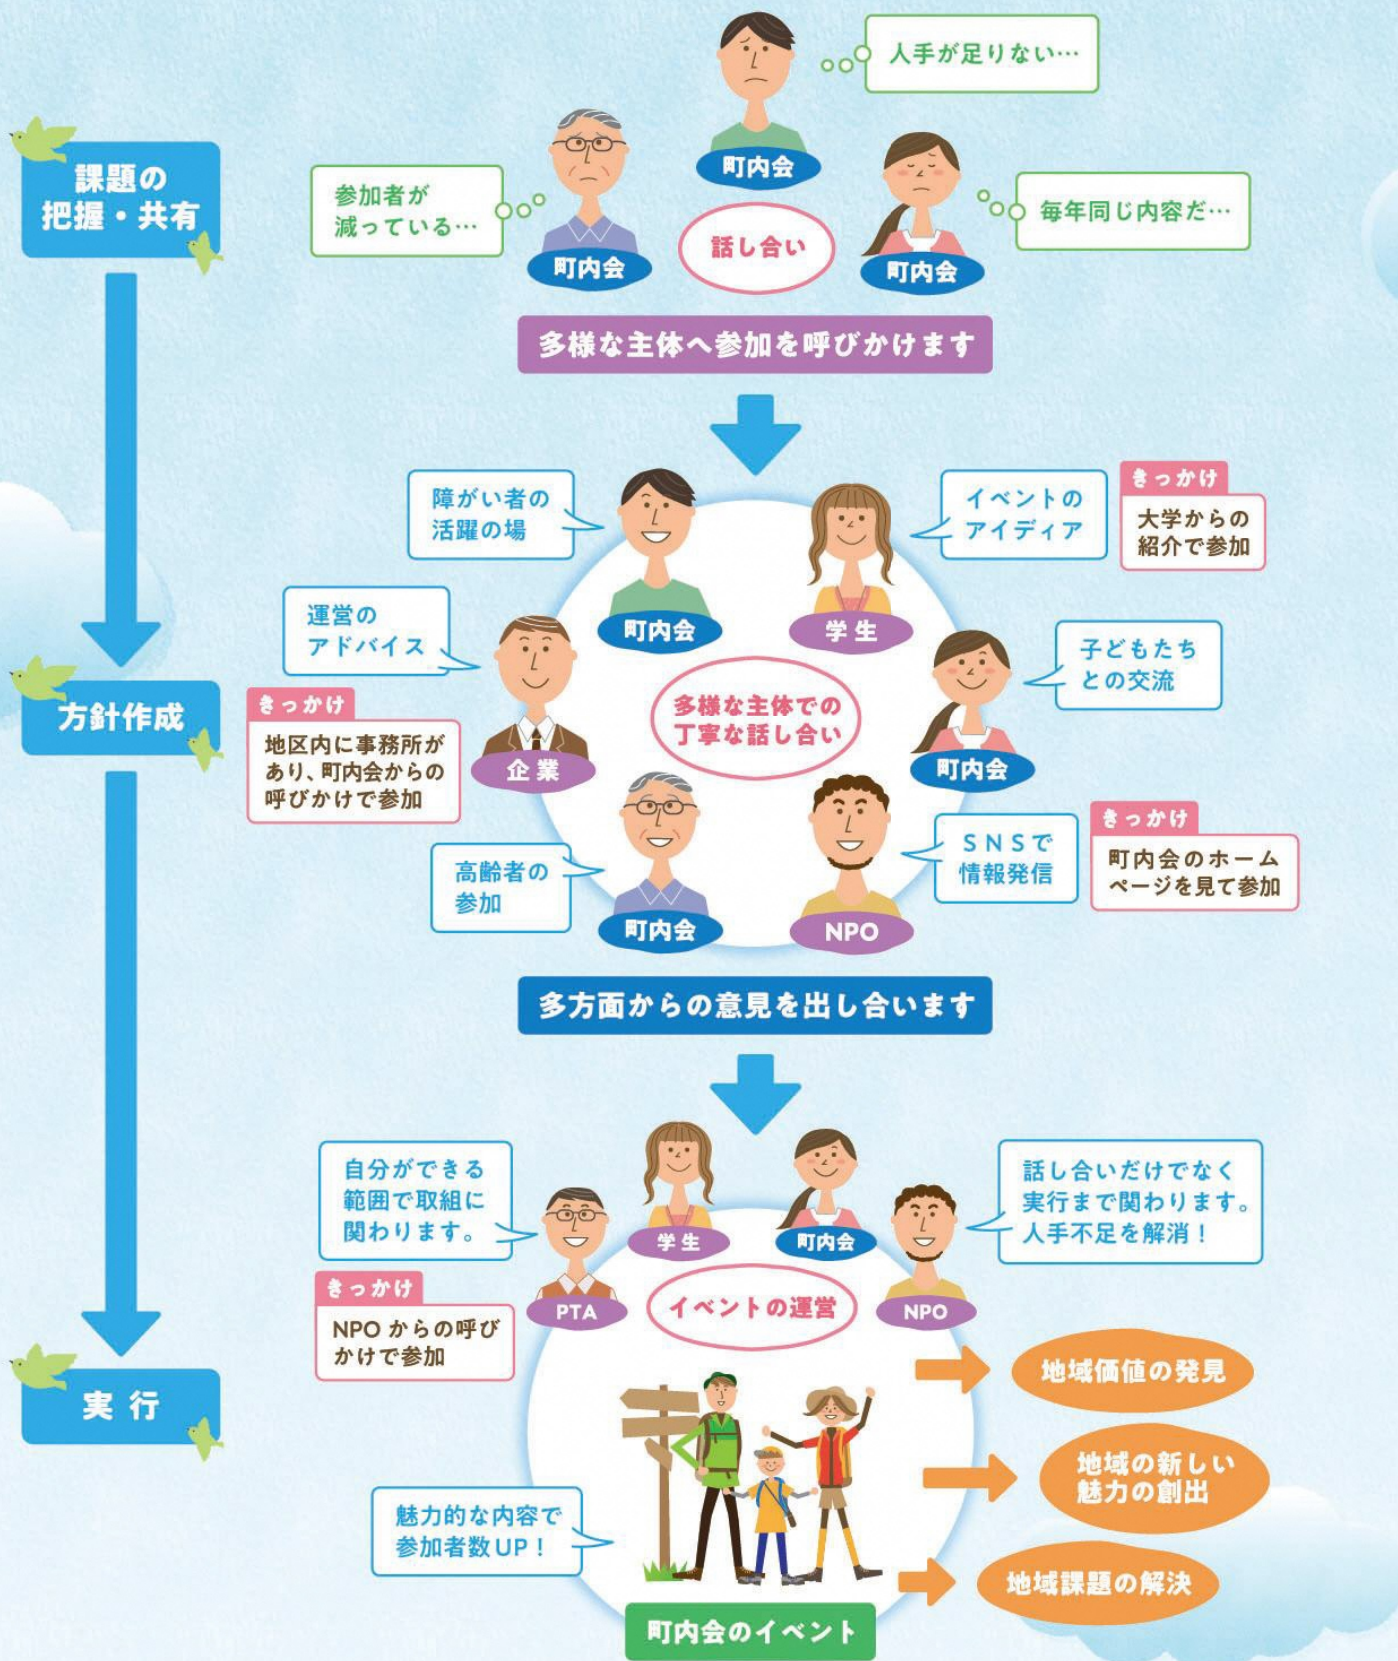 課題の
把握・共有
人手が足りない…
町内会
参加者が
減っている…
町内会
毎年同じ内容だ…
町内会
話し合い
多様な主体へ参加を呼びかけます
方針作成
障がい者の
活躍の場
町内会
イベントの
アイディア
学生
きっかけ
大学からの
紹介で参加
運営の
アドバイス
企業
きっかけ
地区内に事務所が
あり、町内会からの
呼びかけで参加
多様な主体での
丁寧な話し合い
子どもたち
との交流
町内会
高齢者の
参加
町内会
SNSで
情報発信
NPO
きっかけ
町内会のホーム
ページを見て参加
多方面からの意見を出し合います
実行
自分ができる
範囲で取組に
関わります。
PTA
きっかけ
NPOからの呼び
かけで参加
学生
町内会
話し合いだけでなく
実行まで関わります。
人手不足を解消！
NPO
イベントの運営
地域価値の発見
地域の新しい
魅力の創出
地域課題の解決
魅力的な内容で
参加者数UP！
町内会のイベント